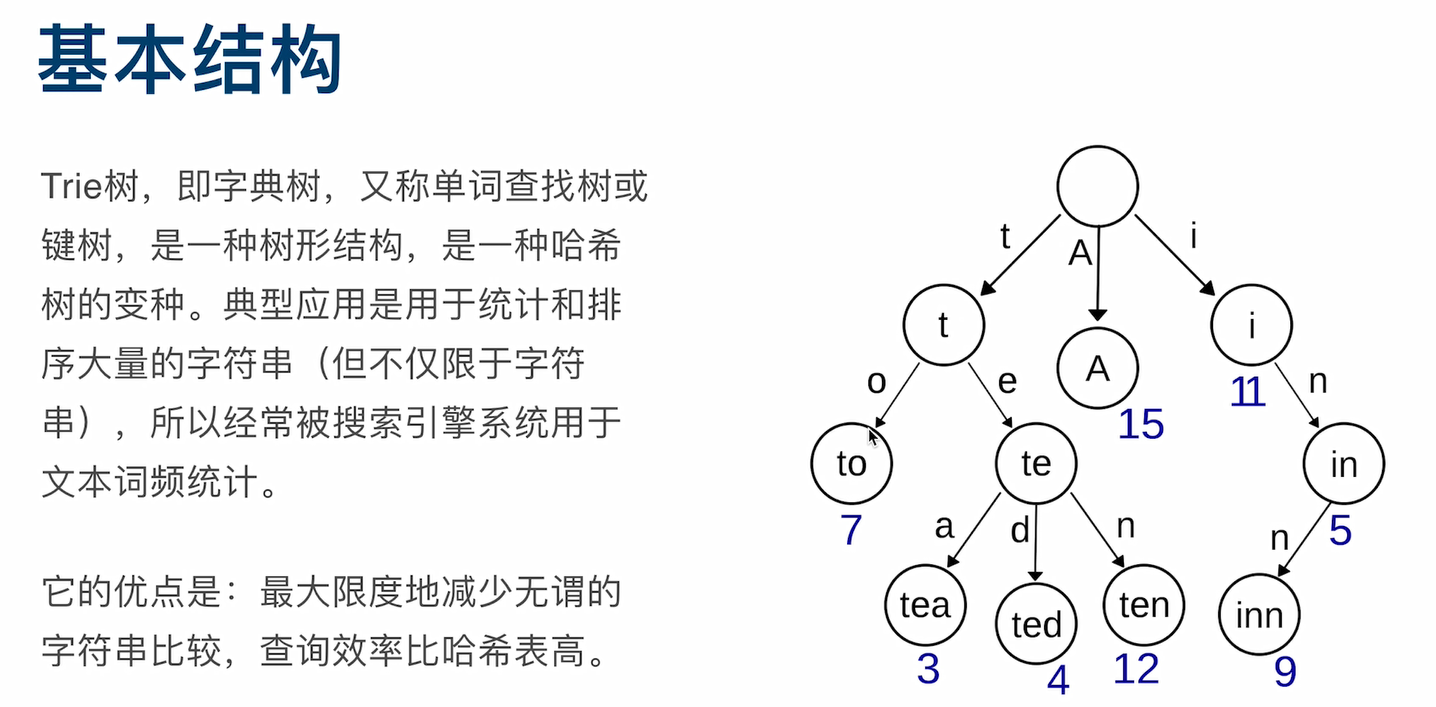 基本结构
Trie树，即字典树，又称单词查找树或
键树，是一种树形结构，是一种哈希
树的变种。典型应用是用于统计和排
序大量的字符串（但不仅限于字符
串），所以经常被搜索引擎系统用于
文本词频统计。
它的优点是：最大限度地减少无谓的
字符串比较，查询效率比哈希表高。
t
A
i
t
A
i
15
11
o
e
n
to
te
in
7
5
a
d
n
n
tea
ted
ten
inn
3
4
12
9